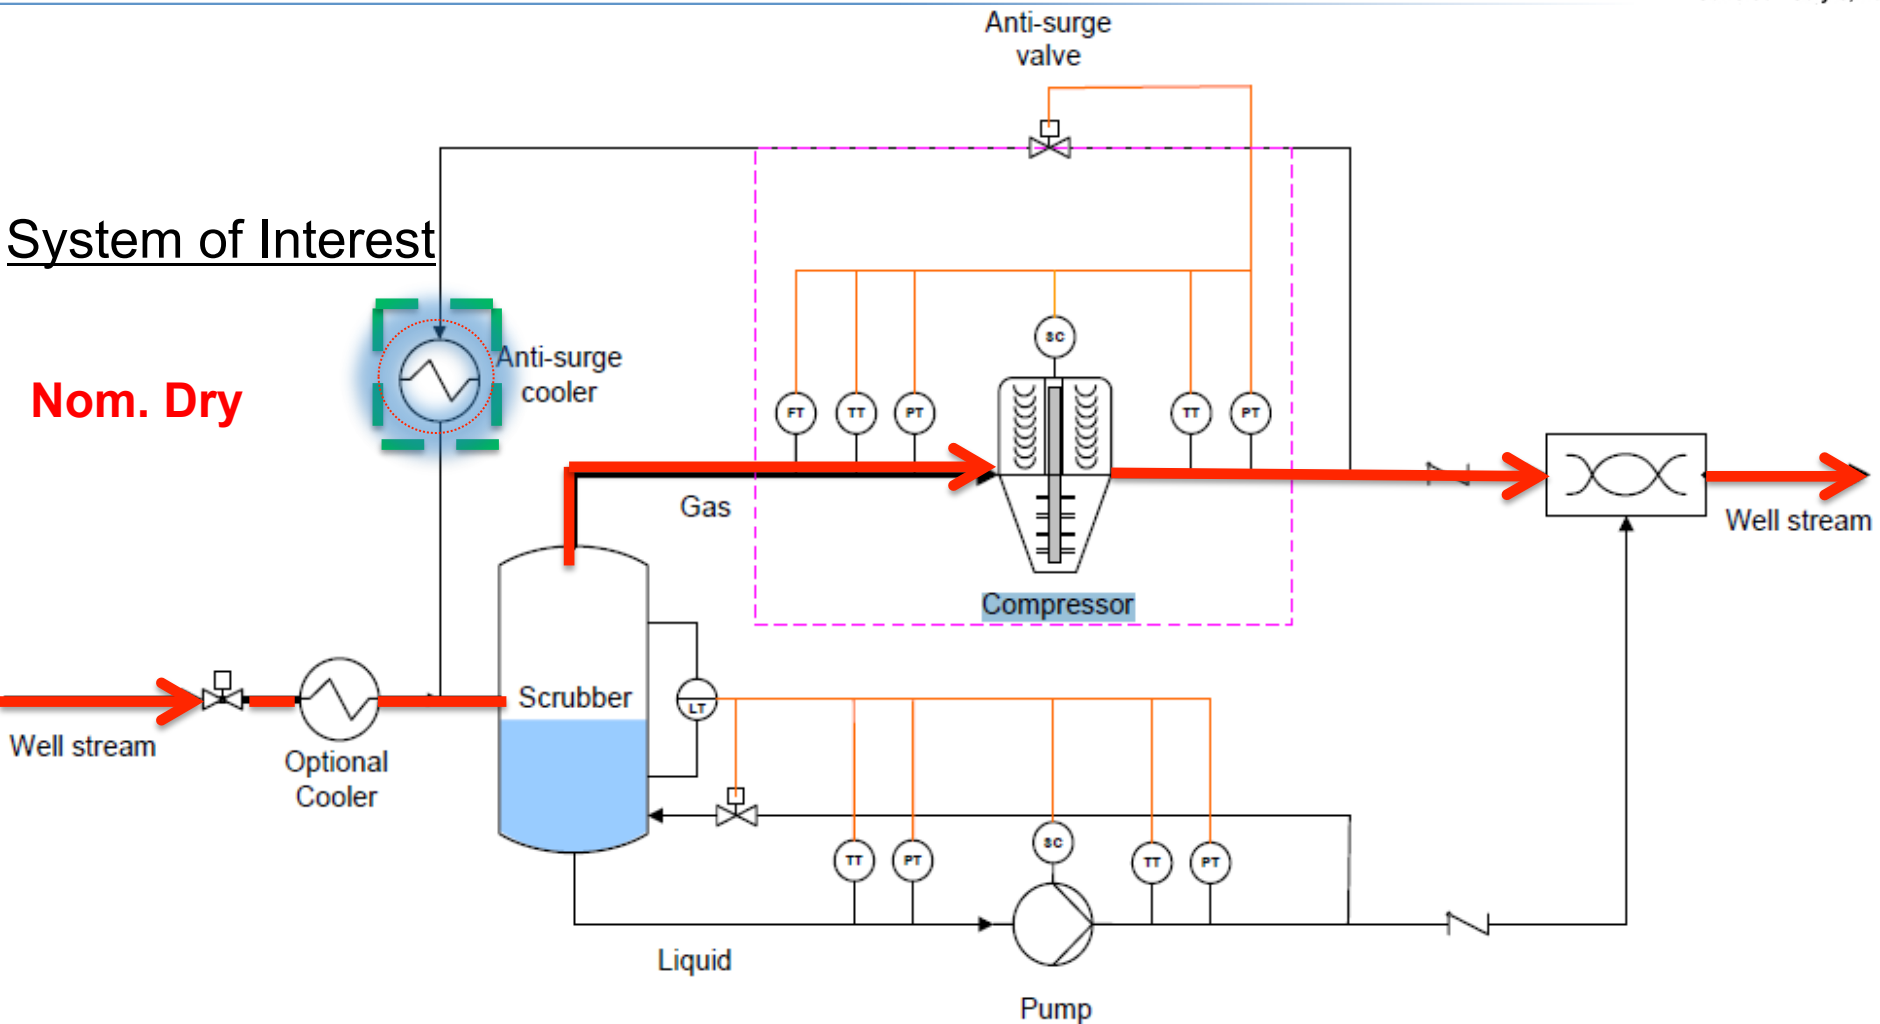 Anti-surge
valve
System of Interest
Anti-surge
cooler
Nom. Dry
SC
FT
TT
PT
TT
PT
Gas
Well stream
Compressor
Scrubber
LT
Well stream
Optional
Cooler
SC
TT
PT
TT
PT
Liquid
Pump